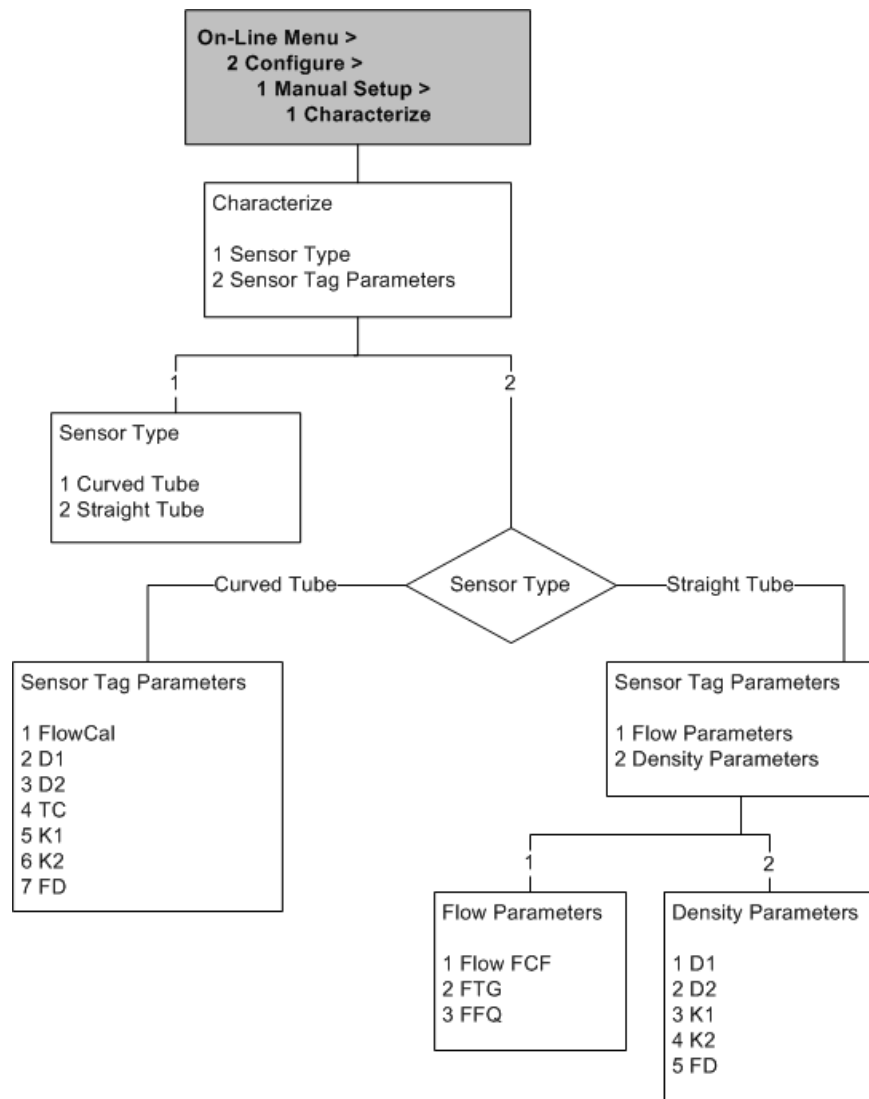 On-Line Menu >
2 Configure >
1 Manual Setup >
1 Characterize
Characterize
1 Sensor Type
2 Sensor Tag Parameters
1
2
Sensor Type
1 Curved Tube
2 Straight Tube
Curved Tube
Sensor Type
Straight Tube
Sensor Tag Parameters
1 FlowCal
2 D1
3 D2
4 TC
5 K1
6 K2
7 FD
Sensor Tag Parameters
1 Flow Parameters
2 Density Parameters
1
2
Flow Parameters
1 Flow FCF
2 FTG
3 FFQ
Density Parameters
1 D1
2 D2
3 K1
4 K2
5 FD